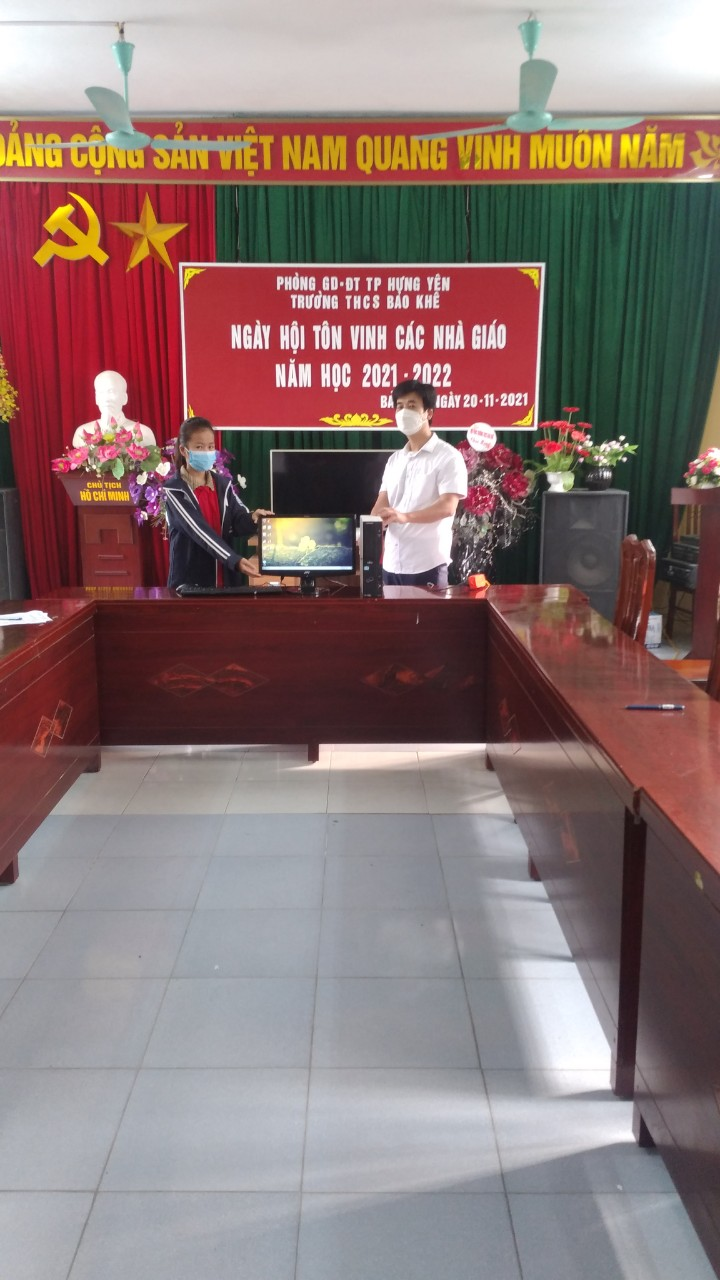 ĐẢNG CỘNG SẢN VIỆT NAM QUANG VINH MUÔN NĂM
PHÒNG GD-ĐT TP HƯNG YÊN
TRƯỜNG THCS BẢO KHÊ
NGÀY HỘI TÔN VINH CÁC NHÀ GIÁO
NĂM HỌC 2021-2022
NGÀY 20-11-2021
CHỦ TỊCH
HỒ CHÍ MINH